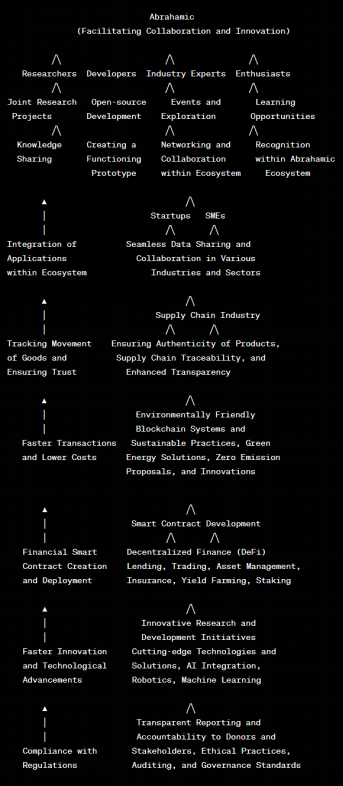 Abrahamic
(Facilitating Collaboration and Innovation)
Researchers Developers Industry Experts Enthusiasts
Joint Research Open-source Events and Learning
Projects Development Exploration Opportunities
Knowledge Creating a Networking and Recognition
Sharing Functioning Collaboration within Abrahamic
Prototype within Ecosystem Ecosystem
Startups SMEs
Integration of Seamless Data Sharing and
Applications Collaboration in Various
within Ecosystem Industries and Sectors
Supply Chain Industry
Tracking Movement Ensuring Authenticity of Products,
of Goods and Supply Chain Traceability, and
Ensuring Trust Enhanced Transparency
Environmentally Friendly
Blockchain Systems and
Faster Transactions Sustainable Practices, Green
and Lower Costs Energy Solutions, Zero Emission
Proposals, and Innovations
Smart Contract Development
Financial Smart Decentralized Finance (DeFi)
Contract Creation Lending, Trading, Asset Management,
and Deployment Insurance, Yield Farming, Staking
Innovative Research and
Development Initiatives
Faster Innovation Cutting-edge Technologies and
and Technological Solutions, AI Integration,
Advancements Robotics, Machine Learning
Transparent Reporting and
Accountability to Donors and
Compliance with Stakeholders, Ethical Practices,
Regulations Auditing, and Governance Standards